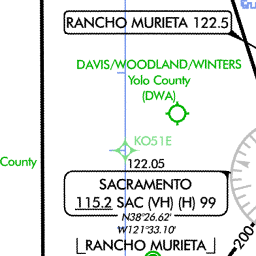 RANCHO MURIETA 122.5
DAVIS/WOODLAND/WINTERS
Yolo County
(DWA)
KO51E
County
122.05
SACRAMENTO
115.2 SAC (VH) (H) 99
N38°26.62'
W121°33.10'
RANCHO MURIETA
200°